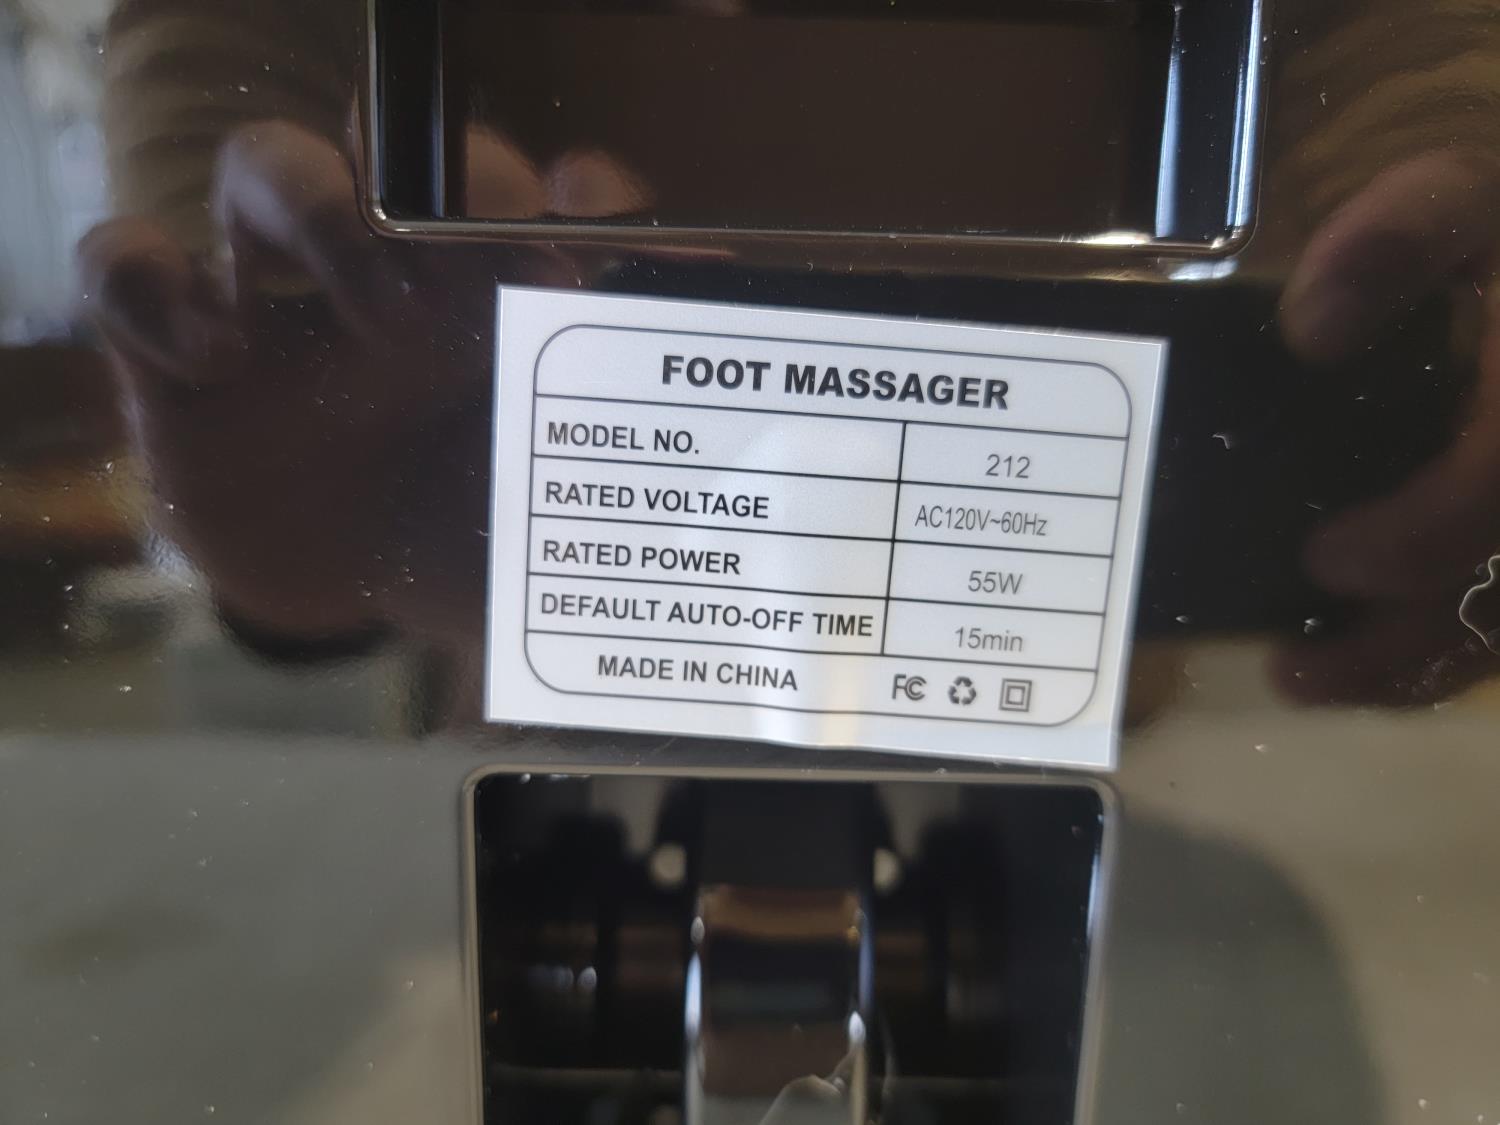 FOOT MASSAGER
MODEL NO. 212
RATED VOLTAGE AC120V~60Hz
RATED POWER 55W
DEFAULT AUTO-OFF TIME 15min
MADE IN CHINA FC